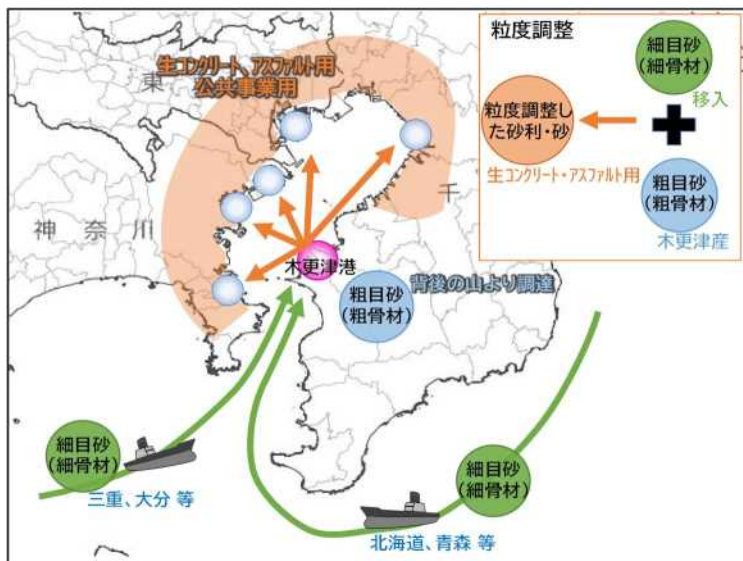 粒度調整
細目砂
(細骨材)
移入
粒度調整し
た砂利・砂
生コンクリート・アスファルト用
粗目砂
(粗骨材)
木更津産
生コンクリート、アスファルト用
公共事業用
東
千
神奈川
木更津港
背後の山より調達
粗目砂
(粗骨材)
細目砂
(細骨材)
三重、大分 等
細目砂
(細骨材)
北海道、青森 等